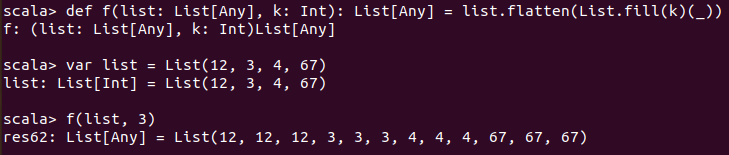 scala> def f(list: List[Any], k: Int): List[Any] = list.flatten(List.fill(k)(_))
f: (list: List[Any], k: Int)List[Any]
scala> var list = List(12, 3, 4, 67)
list: List[Int] = List(12, 3, 4, 67)
scala> f(list, 3)
res62: List[Any] = List(12, 12, 12, 3, 3, 3, 4, 4, 4, 67, 67, 67)